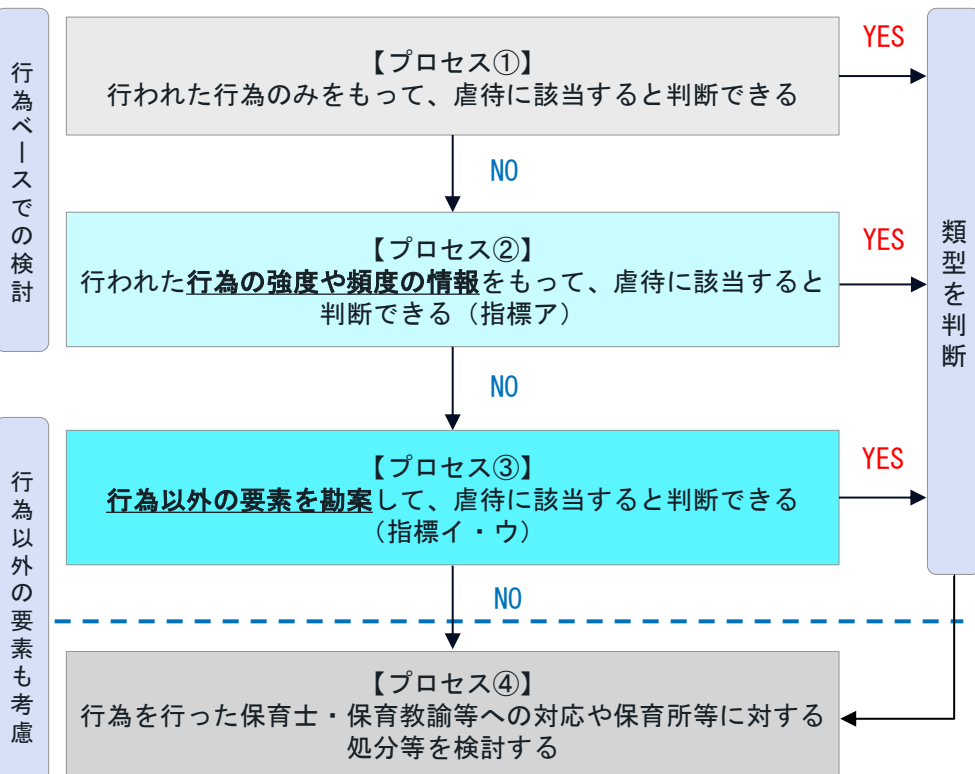 行為ベースでの検討
【プロセス①】
行われた行為のみをもって、虐待に該当すると判断できる
YES
NO
【プロセス②】
行われた行為の強度や頻度の情報をもって、虐待に該当すると
判断できる（指標ア）
YES
類型を判断
NO
行為以外の要素も考慮
【プロセス③】
行為以外の要素を勘案して、虐待に該当すると判断できる
（指標イ・ウ）
YES
NO
【プロセス④】
行為を行った保育士・保育教諭等への対応や保育所等に対する
処分等を検討する